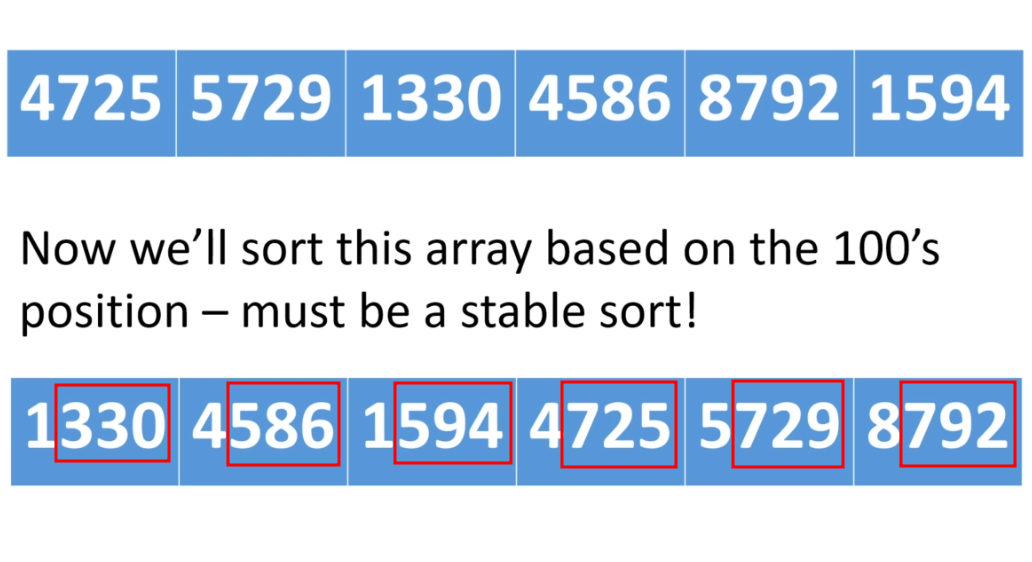 4725 5729 1330 4586 8792 1594
Now we’ll sort this array based on the 100’s
position – must be a stable sort!
1330 4586 1594 4725 5729 8792